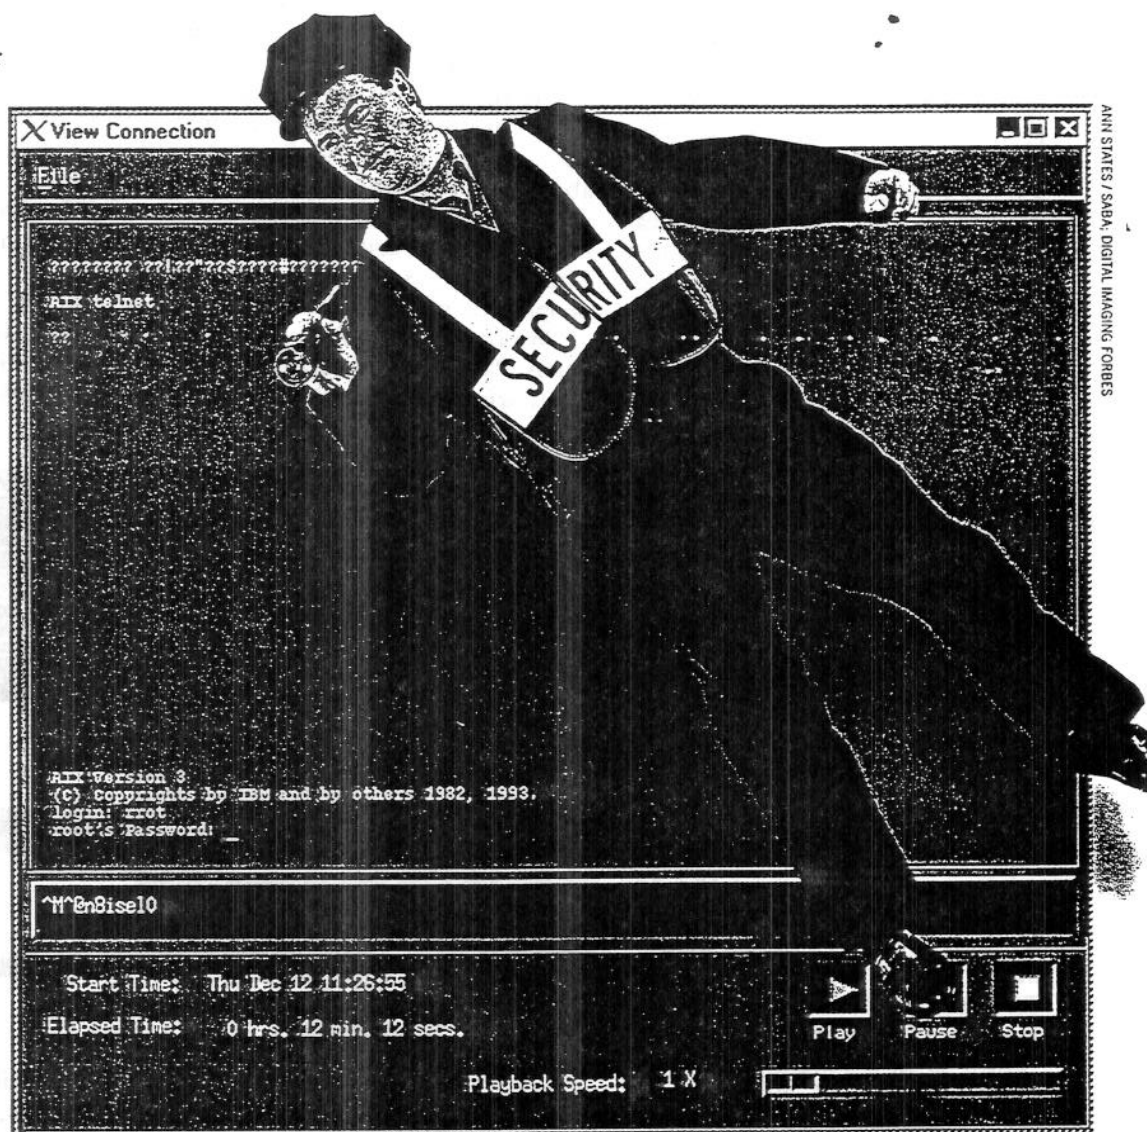 View Connection
File
ANN STATES / SABA; DIGITAL IMAGING FORBES
???????? ??!??"??$????#???????
AIX telnet
??
SECURITY
AIX Version 3
(C) Copyrights by IBM and by others 1982, 1993.
login: rrot
root's Password: _
^M^@n8isel0
Start Time: Thu Dec 12 11:26:55
Elapsed Time: 0 hrs. 12 min. 12 secs.
Play Pause Stop
Playback Speed: 1 X